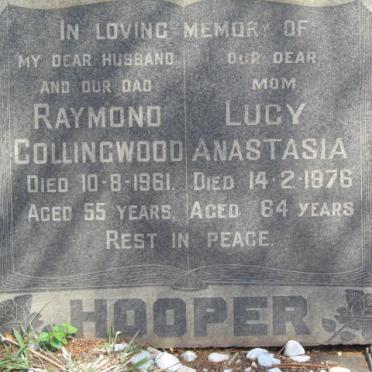 IN LOVING MEMORY OF
MY DEAR HUSBAND
AND OUR DAD
RAYMOND
COLLINGWOOD
DIED 10-8-1961.
AGED 55 YEARS.
OUR DEAR
MOM
LUCY
ANASTASIA
DIED 14·2·1976
AGED 64 YEARS
REST IN PEACE.
HOOPER